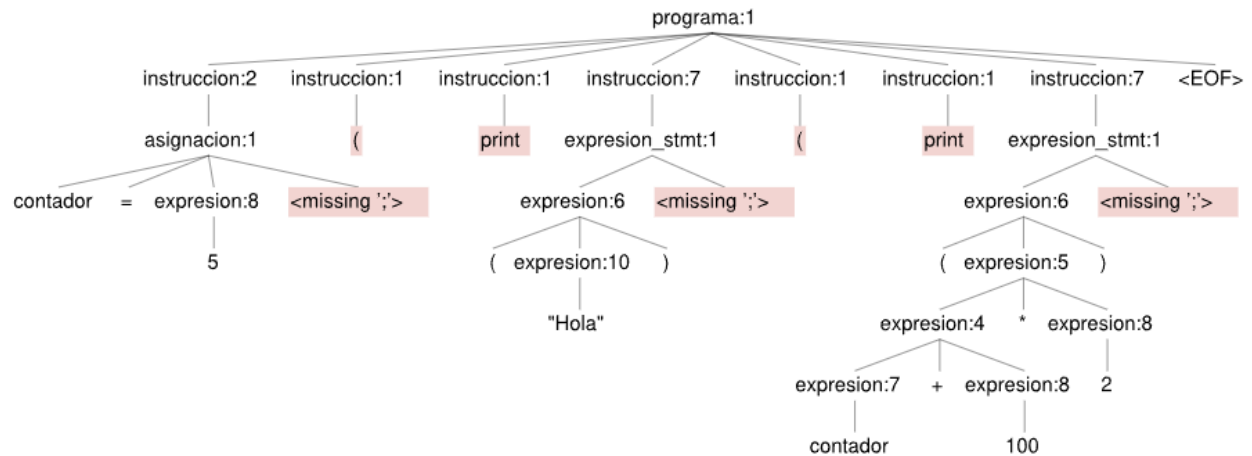 programa:1
instruccion:2 instruccion:1 instruccion:1 instruccion:7 instruccion:1 instruccion:1 instruccion:7 <EOF>
asignacion:1 ( print expresion_stmt:1 ( print expresion_stmt:1
contador = expresion:8 <missing ';'> expresion:6 <missing ';'> expresion:6 <missing ';'>
5 ( expresion:10 ) ( expresion:5 )
"Hola" expresion:4 * expresion:8
expresion:7 + expresion:8 2
contador 100